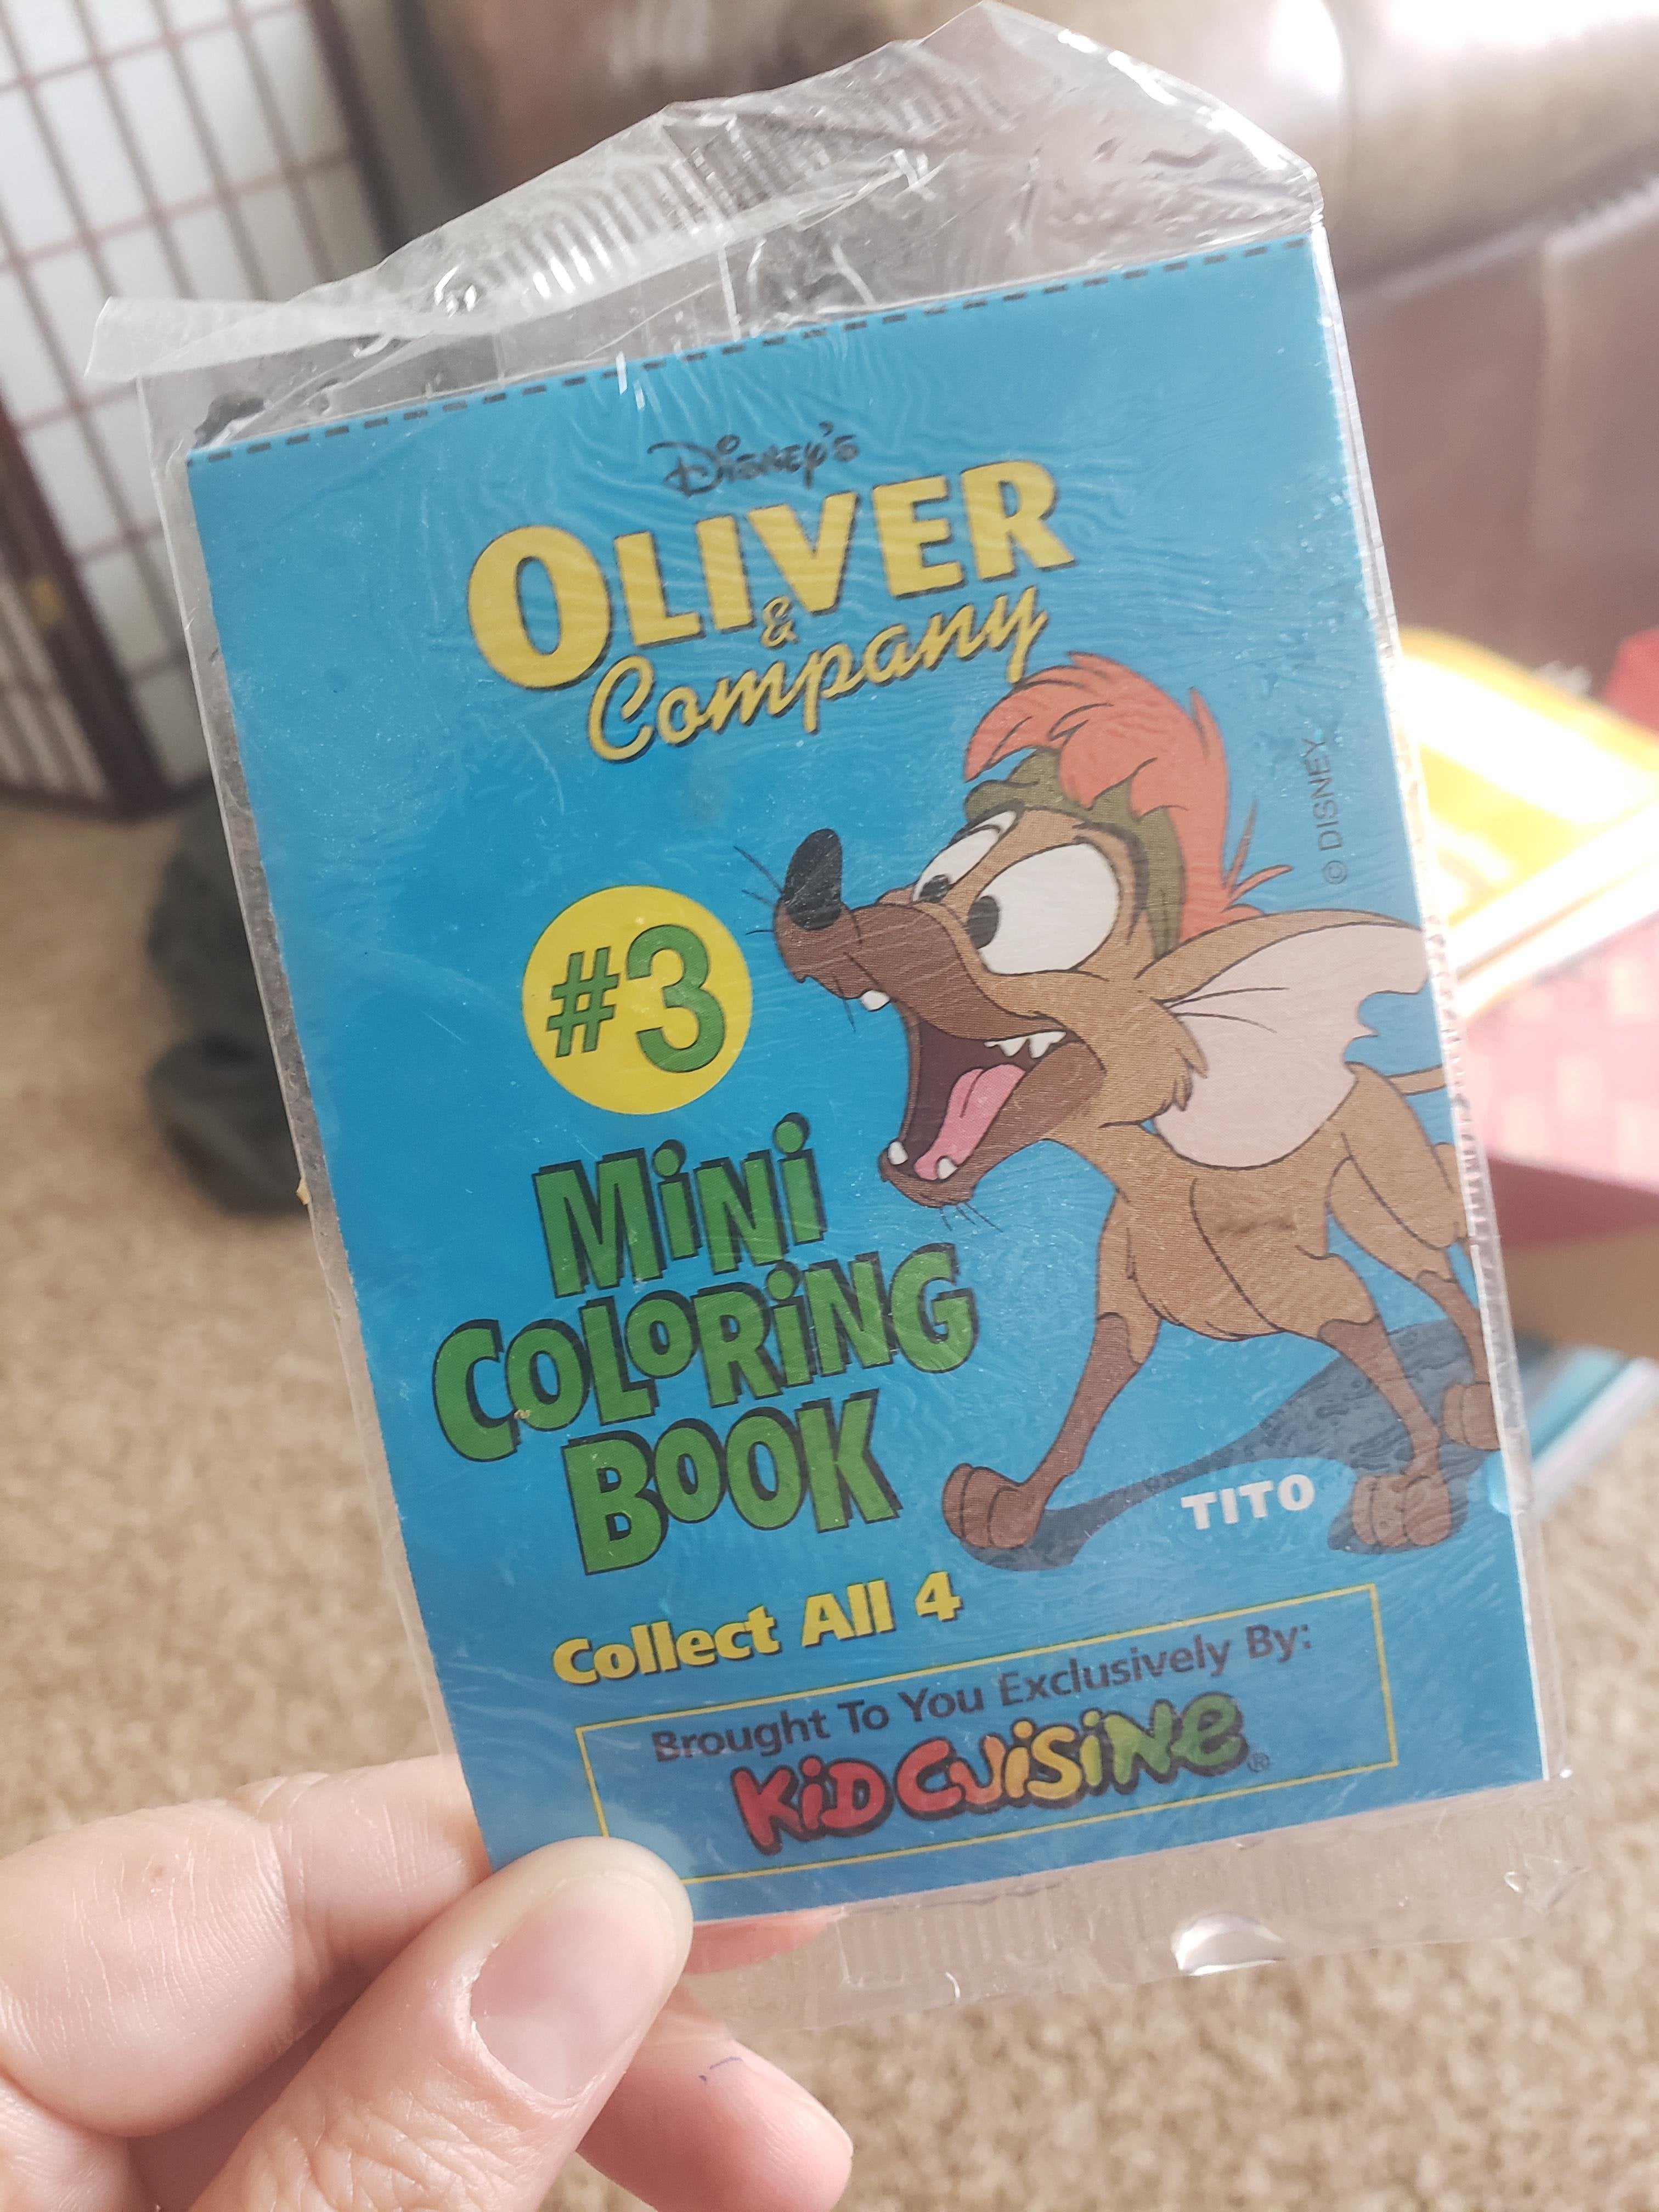 Disney's
OLIVER
&
Company
© DISNEY
#3
MiNi
COLORiNG
BOOK
TITO
Collect All 4
Brought To You Exclusively By:
KiD CUiSiNe®